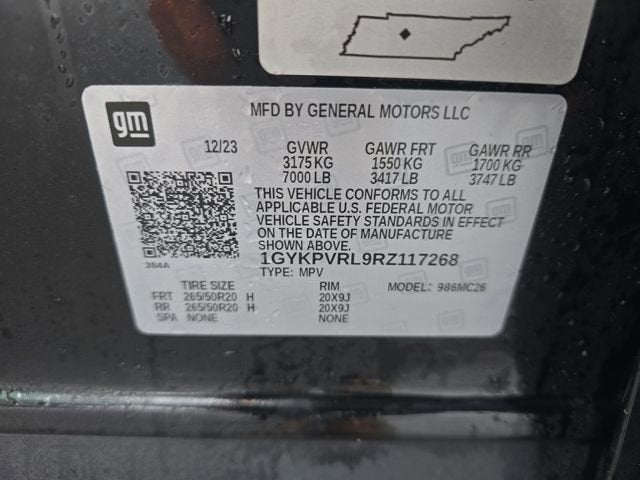 gm
MFD BY GENERAL MOTORS LLC
12/23 GVWR GAWR FRT GAWR RR
3175 KG 1550 KG 1700 KG
7000 LB 3417 LB 3747 LB
THIS VEHICLE CONFORMS TO ALL
APPLICABLE U.S. FEDERAL MOTOR
VEHICLE SAFETY STANDARDS IN EFFECT
ON THE DATE OF MANUFACTURE
SHOWN ABOVE.
384A
1GYKPVRL9RZ117268
TYPE: MPV
TIRE SIZE RIM MODEL: 986MC26
FRT 265/50R20 H 20X9J
RR 265/50R20 H 20X9J
SPA NONE NONE